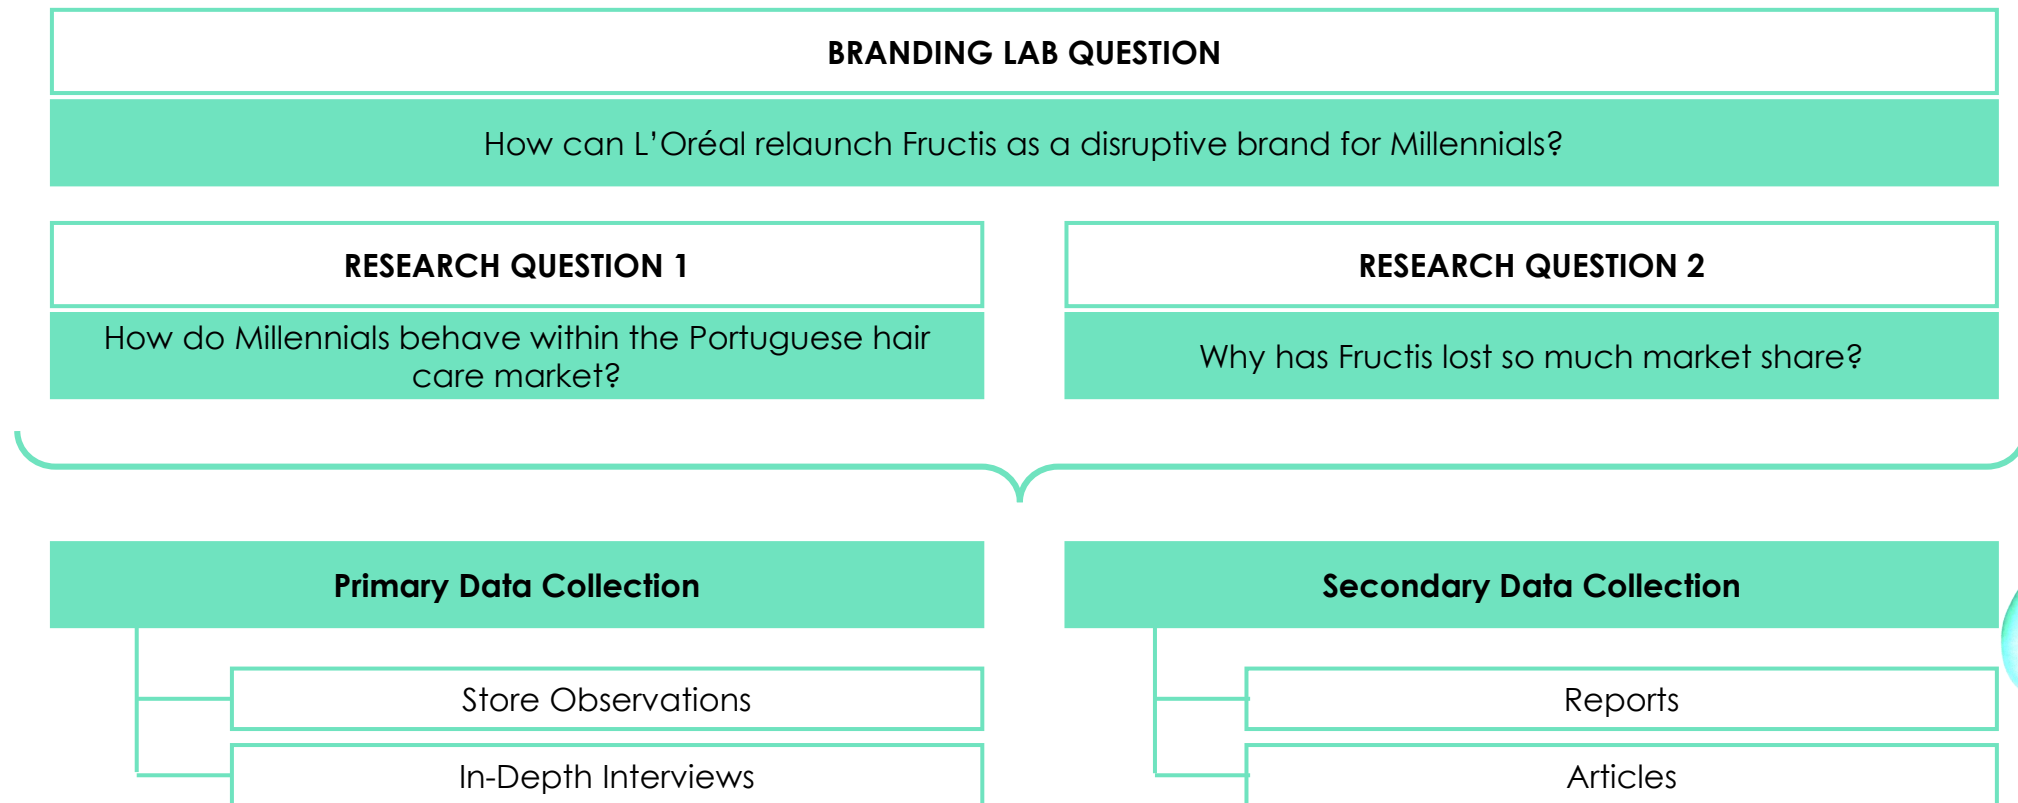 BRANDING LAB QUESTION
How can L’Oréal relaunch Fructis as a disruptive brand for Millennials?
RESEARCH QUESTION 1
How do Millennials behave within the Portuguese hair
care market?
RESEARCH QUESTION 2
Why has Fructis lost so much market share?
Primary Data Collection
Store Observations
In-Depth Interviews
Secondary Data Collection
Reports
Articles